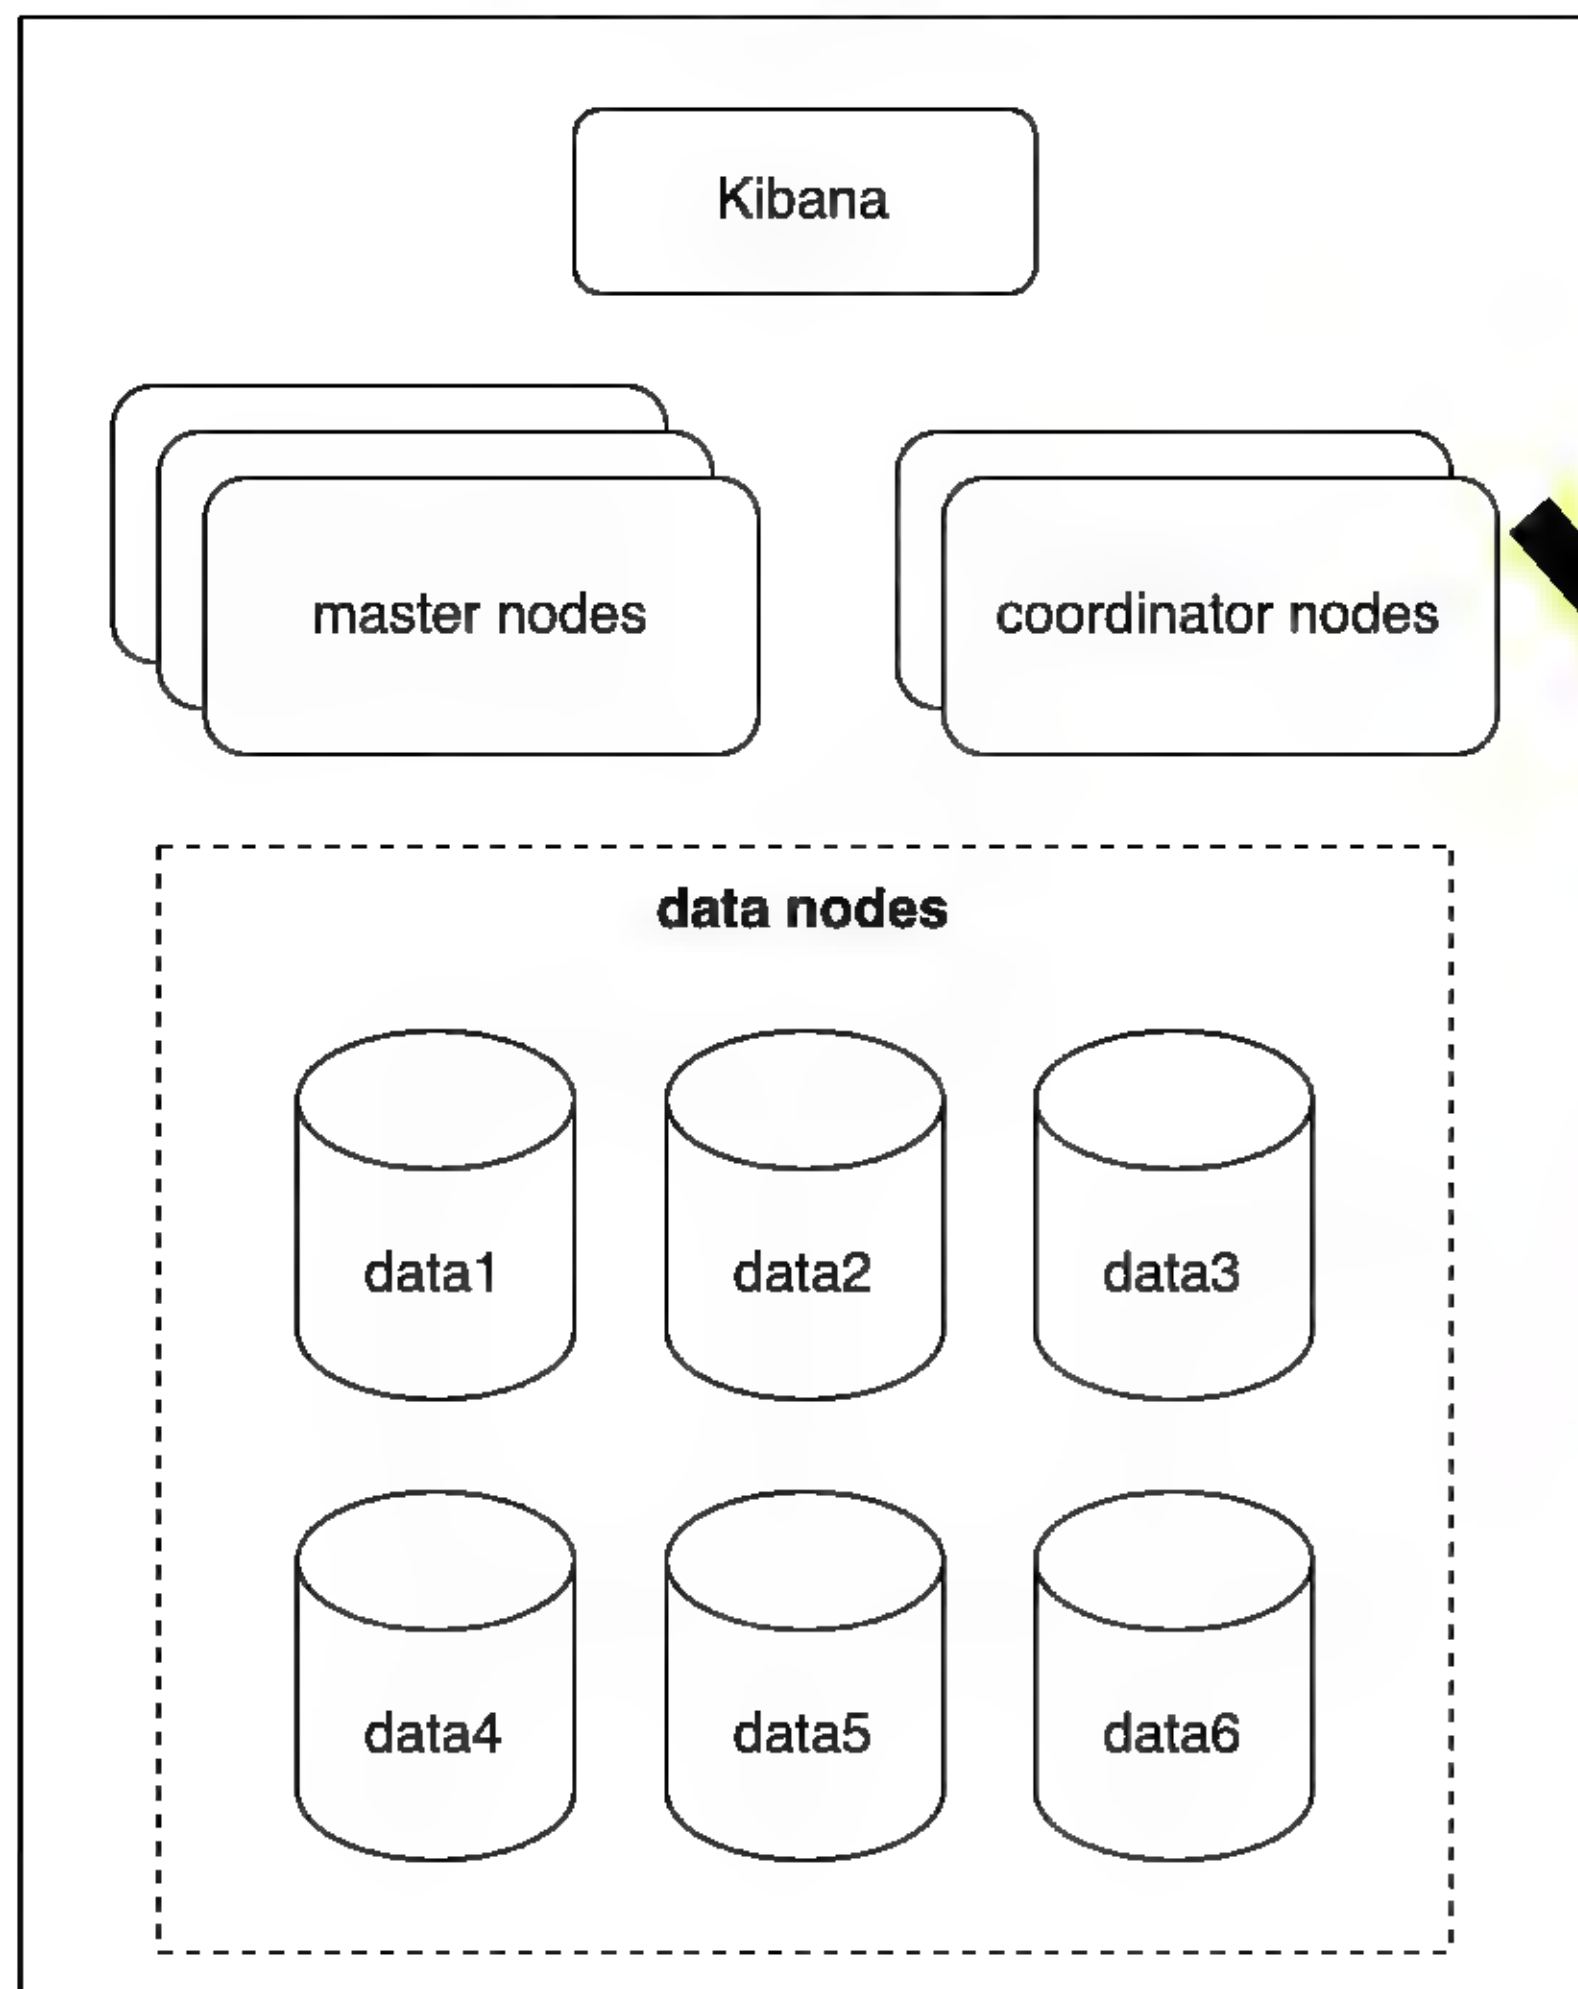 Kibana
master nodes
coordinator nodes
data nodes
data1
data2
data3
data4
data5
data6